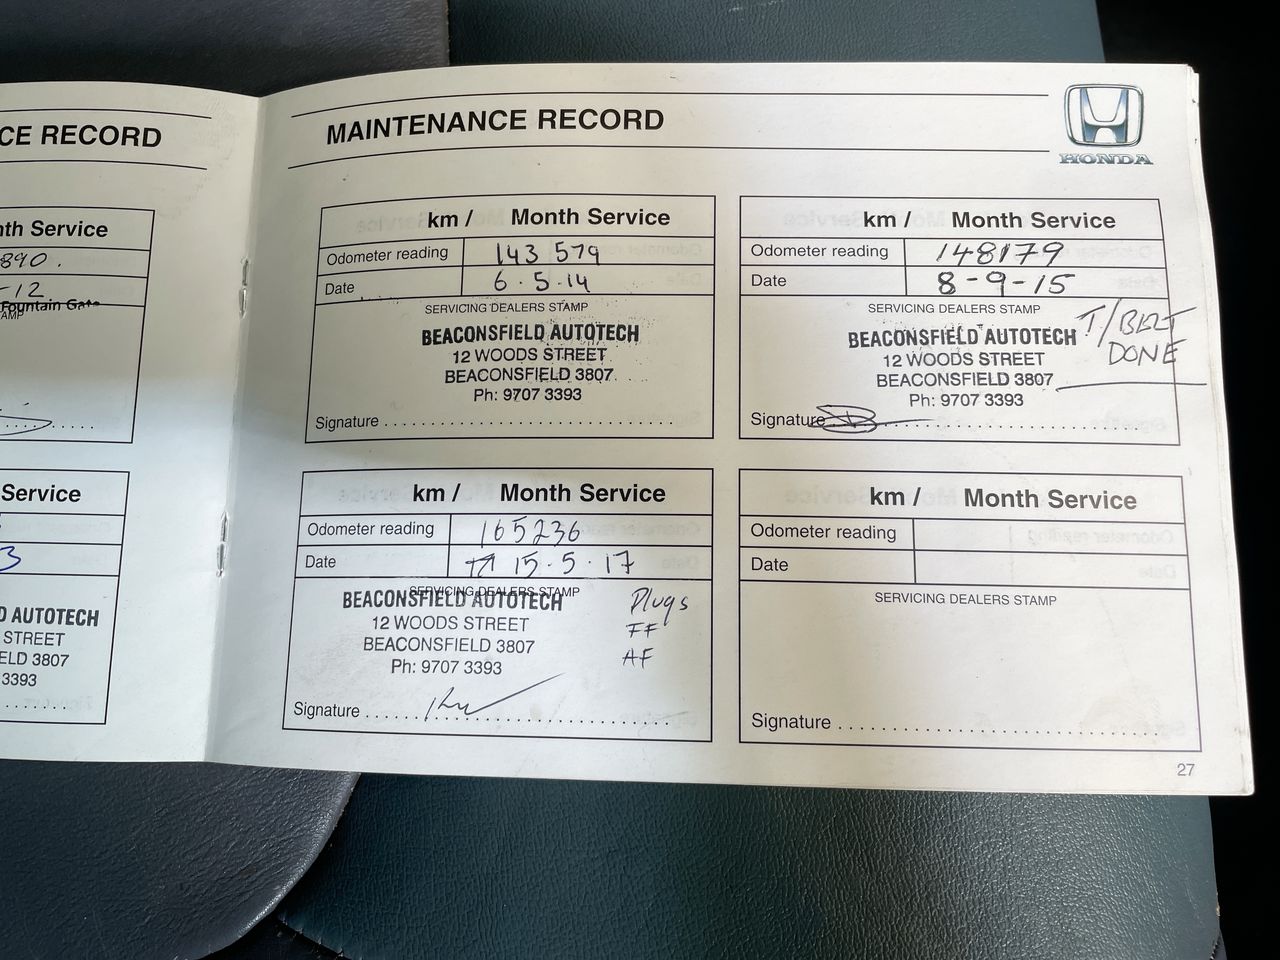 CE RECORD
nth Service
890.
-12
Fountain Gate
AMP
Service
3
D AUTOTECH
STREET
ELD 3807
3393
MAINTENANCE RECORD
HONDA
km / Month Service
Odometer reading 143 579
Date 6.5.14
SERVICING DEALERS STAMP
BEACONSFIELD AUTOTECH
12 WOODS STREET
BEACONSFIELD 3807
Ph: 9707 3393
Signature
km / Month Service
Odometer reading 148179
Date 8-9-15
SERVICING DEALERS STAMP
BEACONSFIELD AUTOTECH
12 WOODS STREET
BEACONSFIELD 3807
Ph: 9707 3393
T/BELT
DONE
Signature
km / Month Service
Odometer reading 165236
Date 15.5.17
SERVICING DEALERS STAMP
BEACONSFIELD AUTOTECH
12 WOODS STREET
BEACONSFIELD 3807
Ph: 9707 3393
Plugs
FF
AF
Signature
km / Month Service
Odometer reading
Date
SERVICING DEALERS STAMP
Signature
27